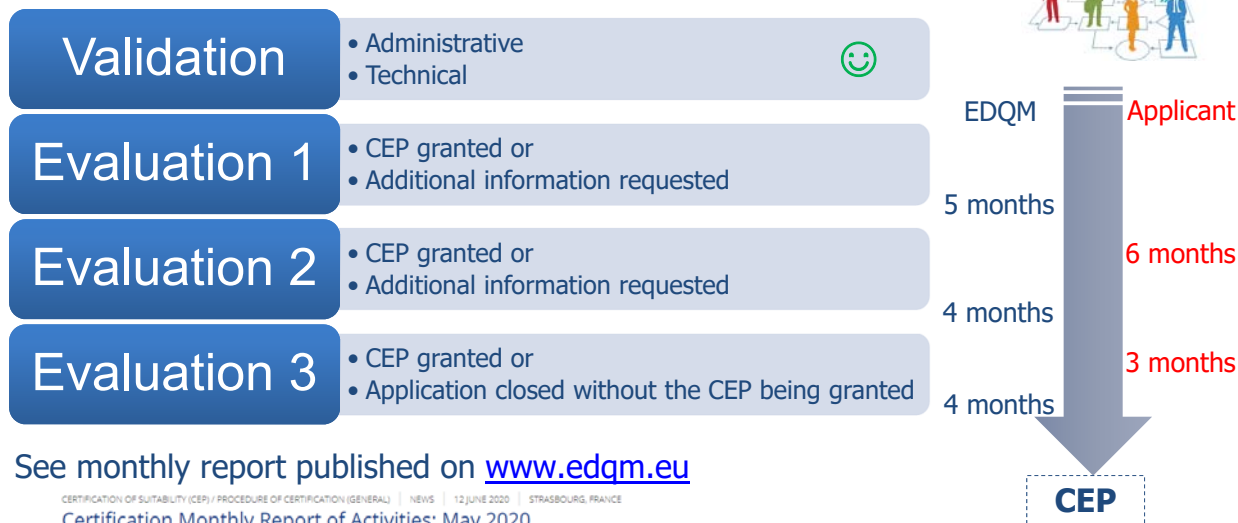 Validation
• Administrative
• Technical
EDQM
Applicant
Evaluation 1
• CEP granted or
• Additional information requested
5 months
Evaluation 2
• CEP granted or
• Additional information requested
6 months
4 months
Evaluation 3
• CEP granted or
• Application closed without the CEP being granted
3 months
4 months
See monthly report published on www.edqm.eu
CERTIFICATION OF SUITABILITY (CEP) / PROCEDURE OF CERTIFICATION (GENERAL) | NEWS | 12 JUNE 2020 | STRASBOURG, FRANCE
Certification Monthly Report of Activities: May 2020
CEP